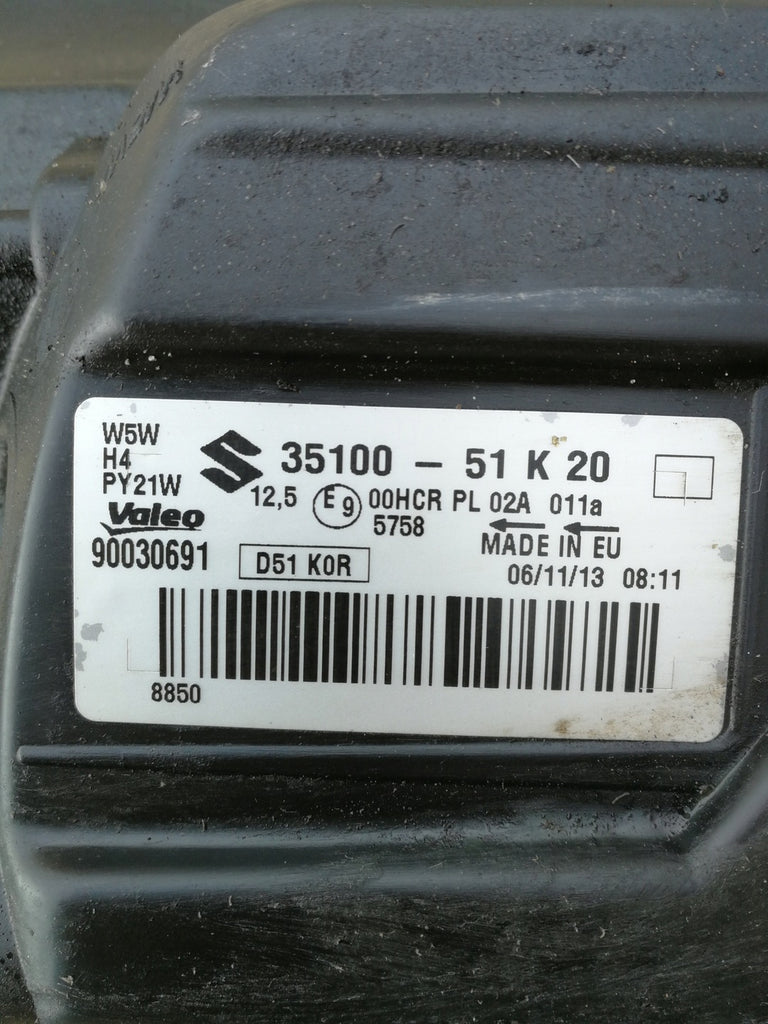 W5W
H4
PY21W
35100 - 51 K 20
12,5 E9 00HCR PL 02A 011a
5758
Valeo
MADE IN EU
90030691
D51 K0R
06/11/13 08:11
8850